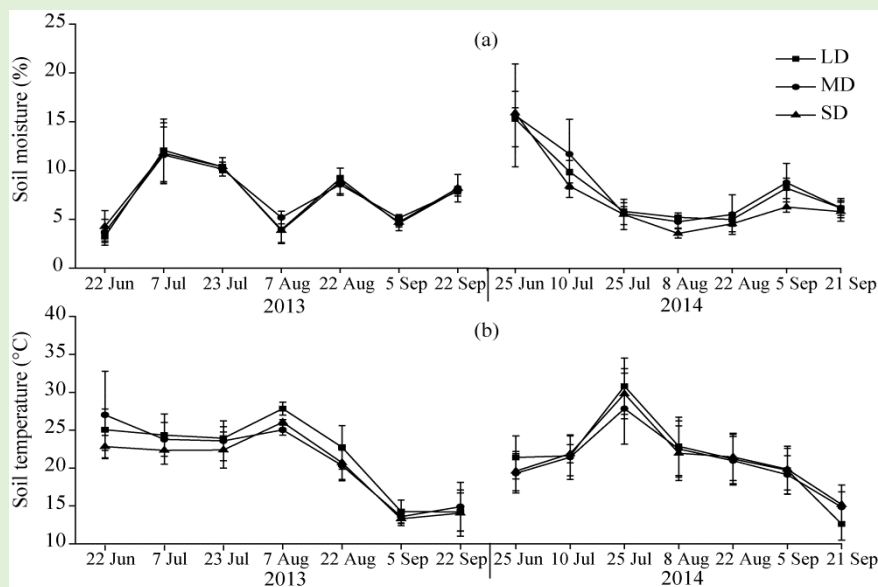 (a)
Soil moisture (%)
25
20
15
10
5
0
LD
MD
SD
22 Jun 7 Jul 23 Jul 7 Aug 22 Aug 5 Sep 22 Sep 25 Jun 10 Jul 25 Jul 8 Aug 22 Aug 5 Sep 21 Sep
2013 2014
(b)
Soil temperature (°C)
40
35
30
25
20
15
10
22 Jun 7 Jul 23 Jul 7 Aug 22 Aug 5 Sep 22 Sep 25 Jun 10 Jul 25 Jul 8 Aug 22 Aug 5 Sep 21 Sep
2013 2014